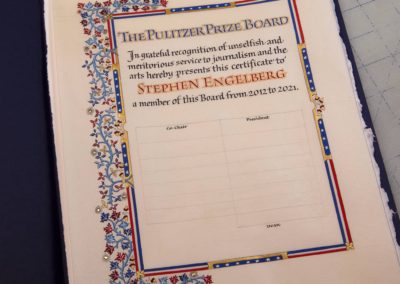 The Pulitzer Prize Board
In grateful recognition of unselfish and
meritorious service to journalism and the
arts hereby presents this certificate to
Stephen Engelberg
a member of this Board from 2012 to 2021.
Co-Chair President
Dean